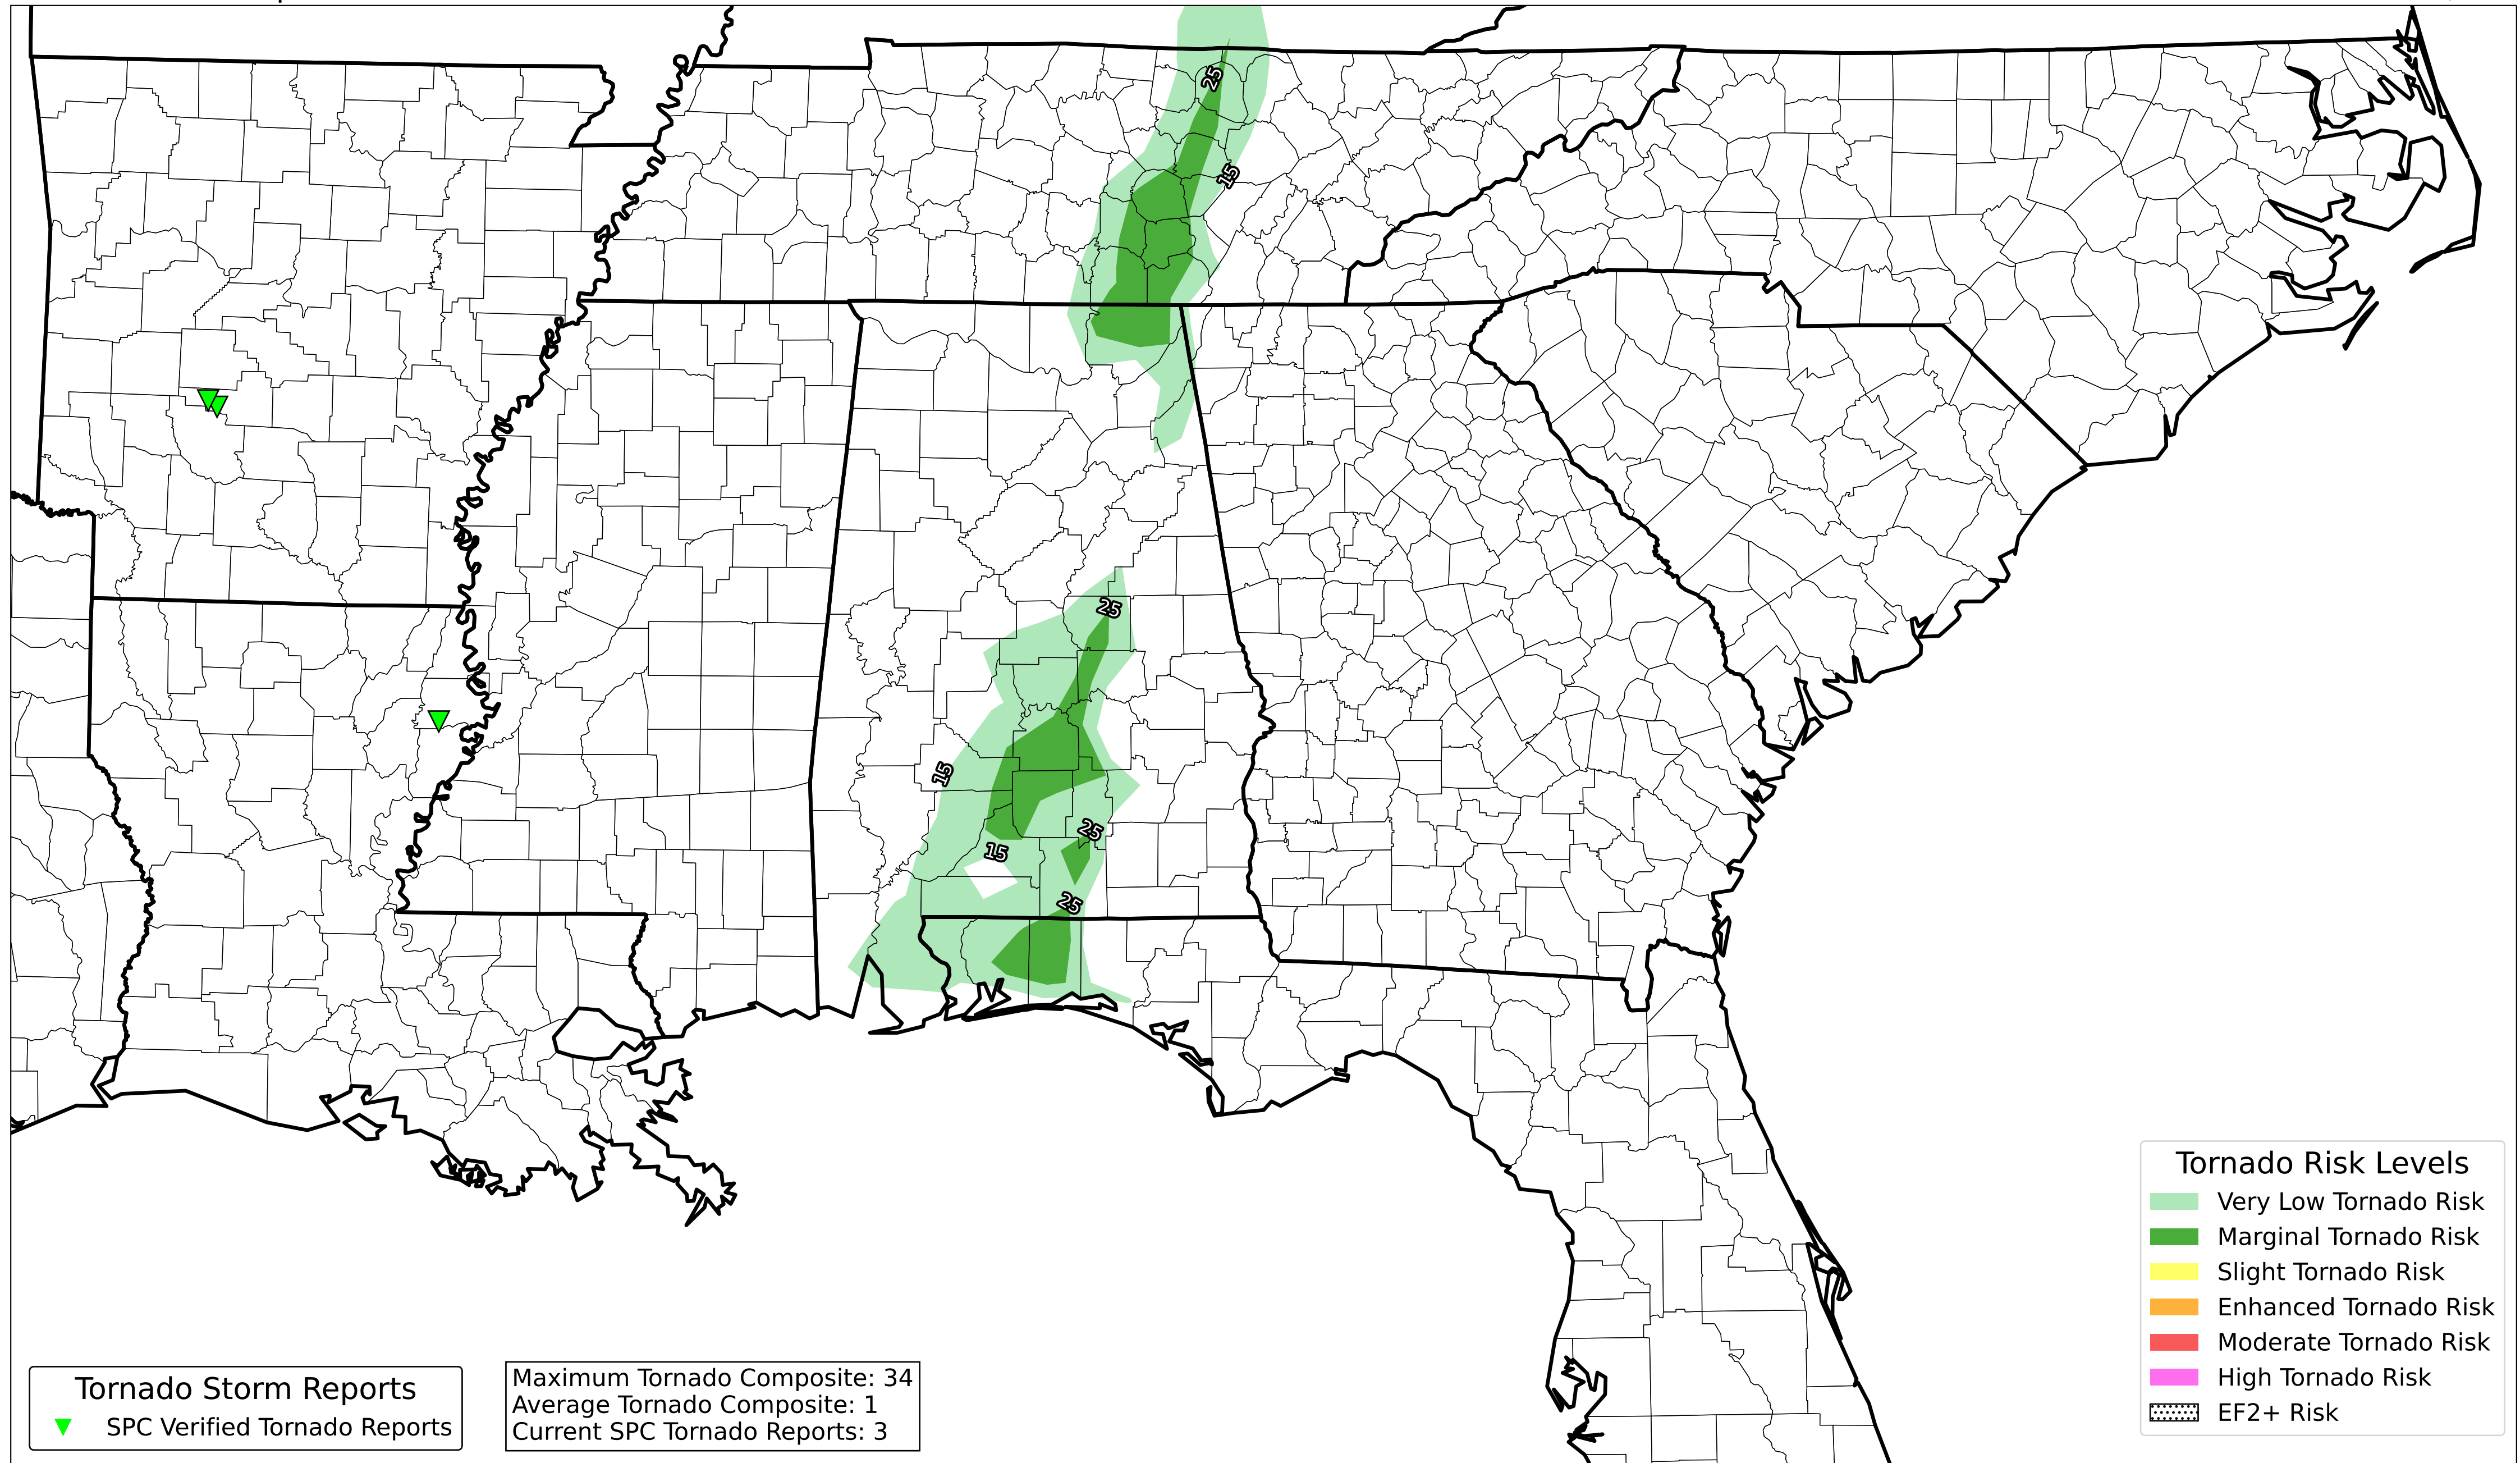 25
15
25
15
25
15
25
Tornado Risk Levels
Very Low Tornado Risk
Marginal Tornado Risk
Slight Tornado Risk
Enhanced Tornado Risk
Moderate Tornado Risk
High Tornado Risk
EF2+ Risk
Tornado Storm Reports
SPC Verified Tornado Reports
Maximum Tornado Composite: 34
Average Tornado Composite: 1
Current SPC Tornado Reports: 3